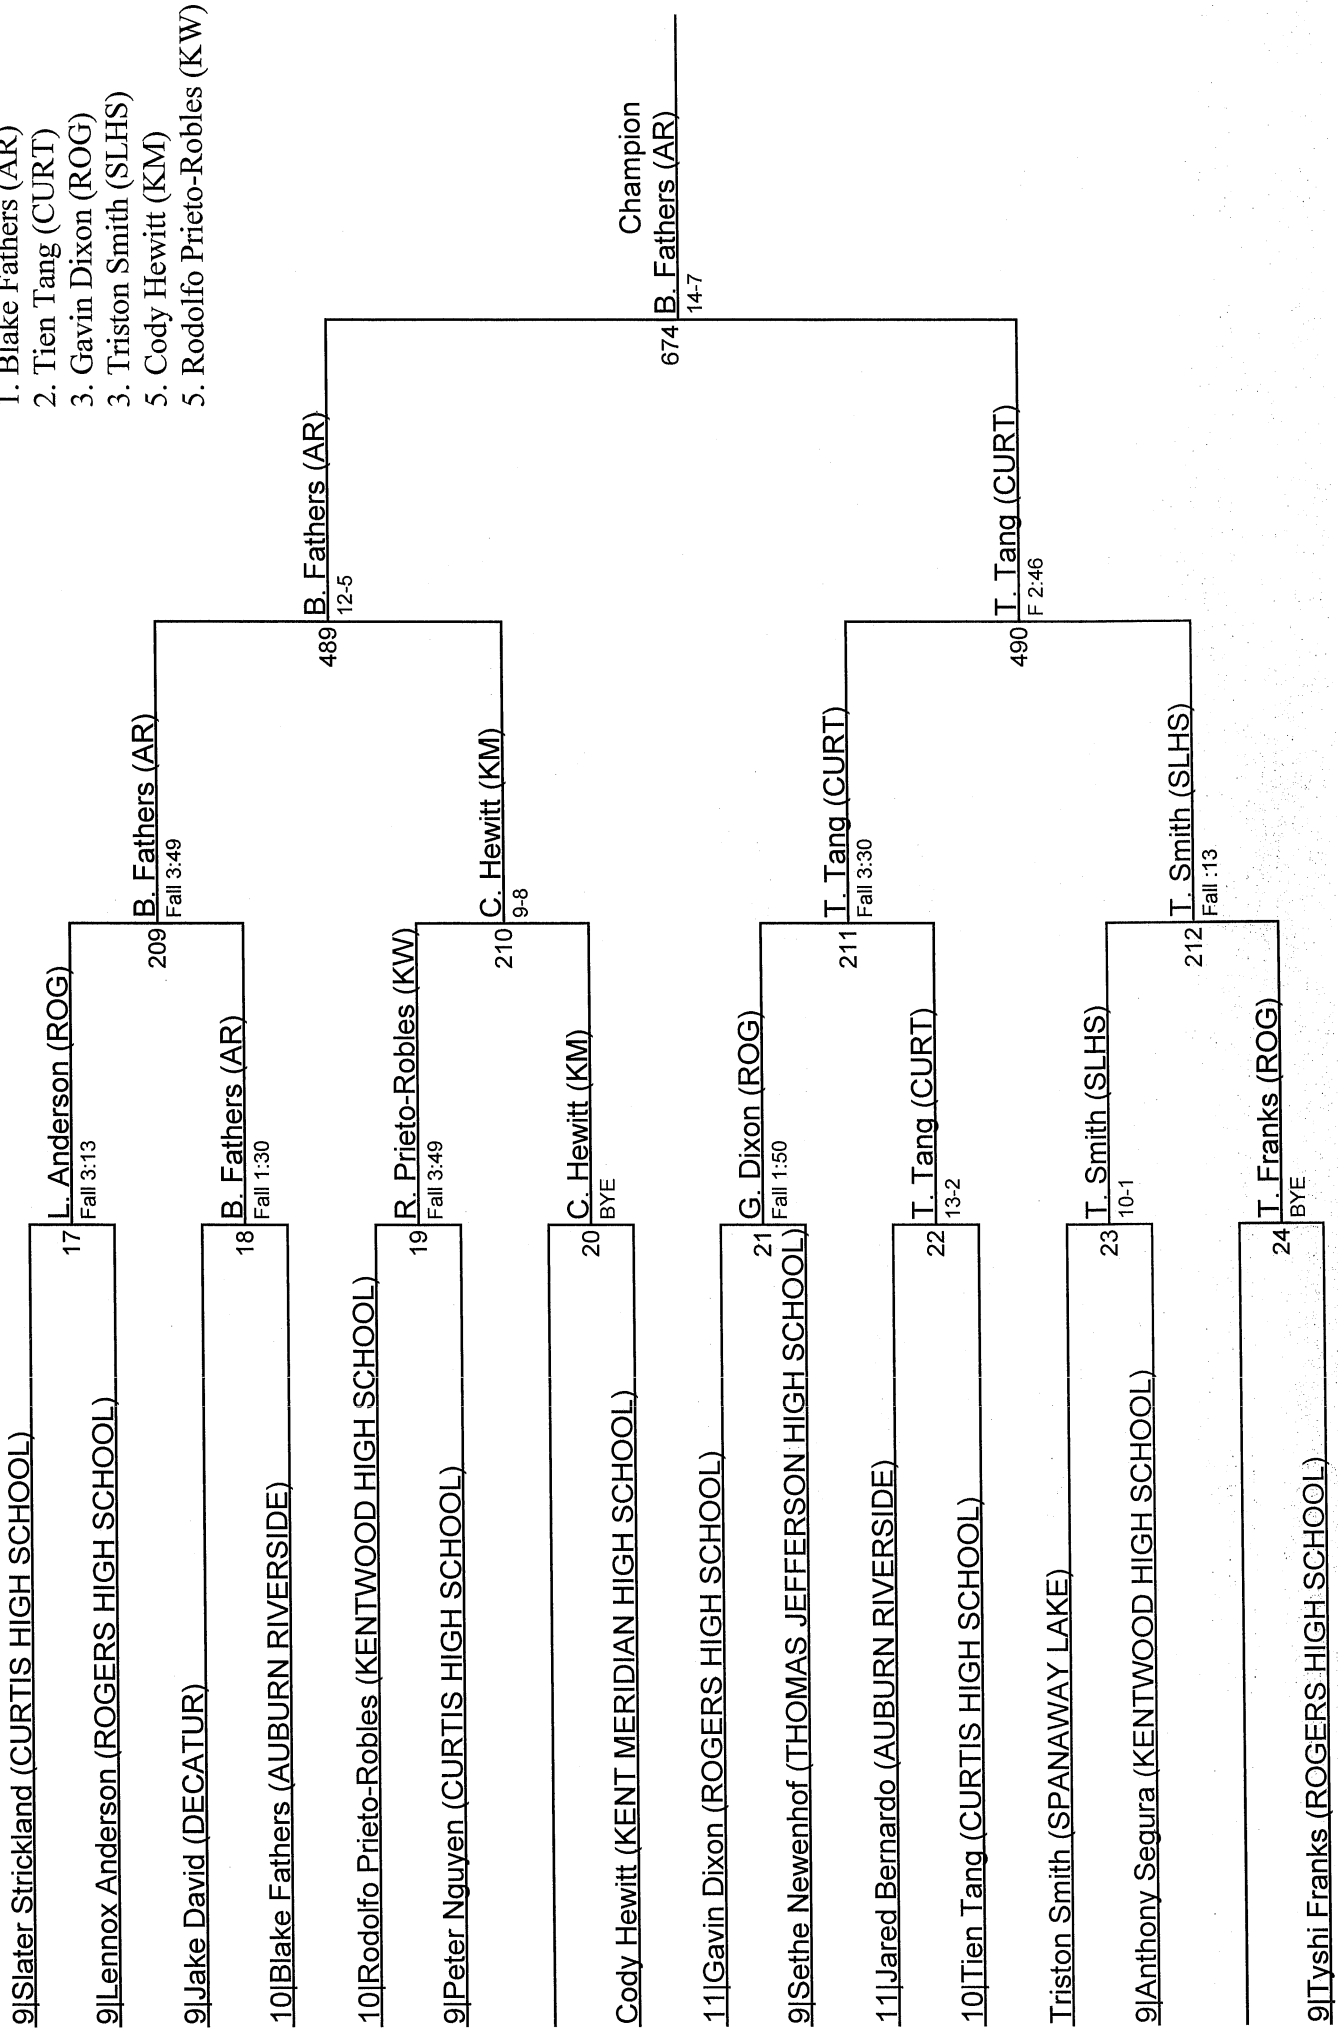 1. Blake Fathers (AR)
2. Tien Tang (CURT)
3. Gavin Dixon (ROG)
3. Triston Smith (SLHS)
5. Cody Hewitt (KM)
5. Rodolfo Prieto-Robles (KW)
9|Slater Strickland (CURTIS HIGH SCHOOL)
17
L. Anderson (ROG)
Fall 3:13
9|Lennox Anderson (ROGERS HIGH SCHOOL)
209
B. Fathers (AR)
Fall 3:49
9|Jake David (DECATUR)
18
B. Fathers (AR)
Fall 1:30
10|Blake Fathers (AUBURN RIVERSIDE)
489
B. Fathers (AR)
12-5
10|Rodolfo Prieto-Robles (KENTWOOD HIGH SCHOOL)
19
R. Prieto-Robles (KW)
Fall 3:49
9|Peter Nguyen (CURTIS HIGH SCHOOL)
210
C. Hewitt (KM)
9-8
20
C. Hewitt (KM)
BYE
Cody Hewitt (KENT MERIDIAN HIGH SCHOOL)
Champion
674
B. Fathers (AR)
14-7
11|Gavin Dixon (ROGERS HIGH SCHOOL)
21
G. Dixon (ROG)
Fall 1:50
9|Sethe Newenhof (THOMAS JEFFERSON HIGH SCHOOL)
211
T. Tang (CURT)
Fall 3:30
11|Jared Bernardo (AUBURN RIVERSIDE)
22
T. Tang (CURT)
13-2
10|Tien Tang (CURTIS HIGH SCHOOL)
490
T. Tang (CURT)
F 2:46
Triston Smith (SPANAWAY LAKE)
23
T. Smith (SLHS)
10-1
9|Anthony Segura (KENTWOOD HIGH SCHOOL)
212
T. Smith (SLHS)
Fall :13
24
T. Franks (ROG)
BYE
9|Tyshi Franks (ROGERS HIGH SCHOOL)